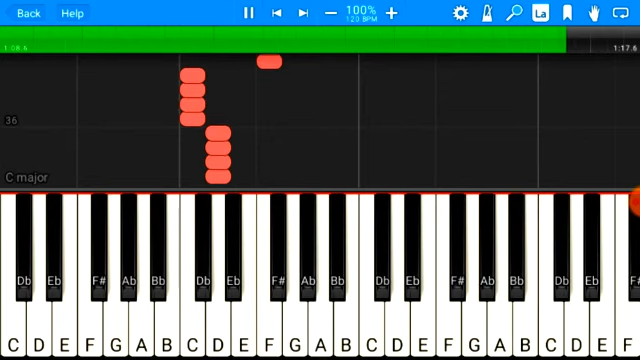 Back Help 100% La
120 BPM
1:08.6 1:17.6
36
C major
Db Eb F# Ab Bb Db Eb F# Ab Bb Db Eb F# Ab Bb Db Eb F#
C D E F G A B C D E F G A B C D E F G A B C D E F